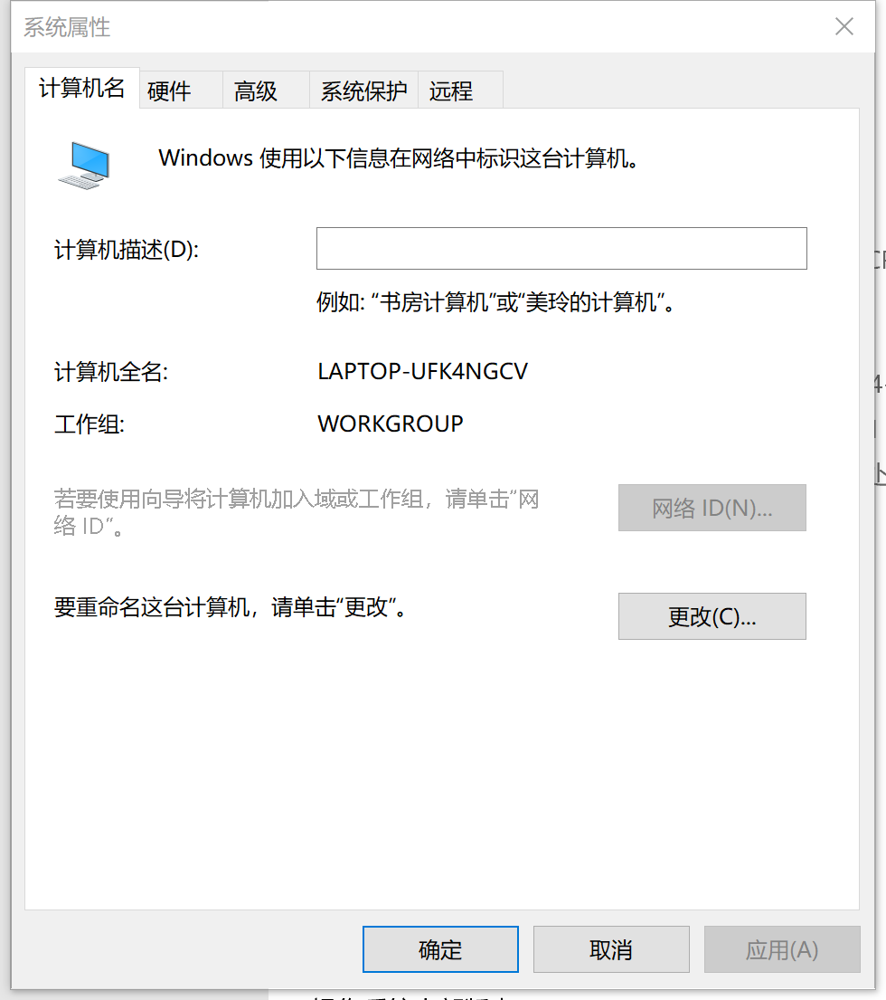 系统属性
计算机名 硬件 高级 系统保护 远程
Windows 使用以下信息在网络中标识这台计算机。
计算机描述(D):
例如: “书房计算机”或“美玲的计算机”。
计算机全名: LAPTOP-UFK4NGCV
工作组: WORKGROUP
若要使用向导将计算机加入域或工作组，请单击“网
络 ID”。
网络 ID(N)...
要重命名这台计算机，请单击“更改”。
更改(C)...
确定 取消 应用(A)